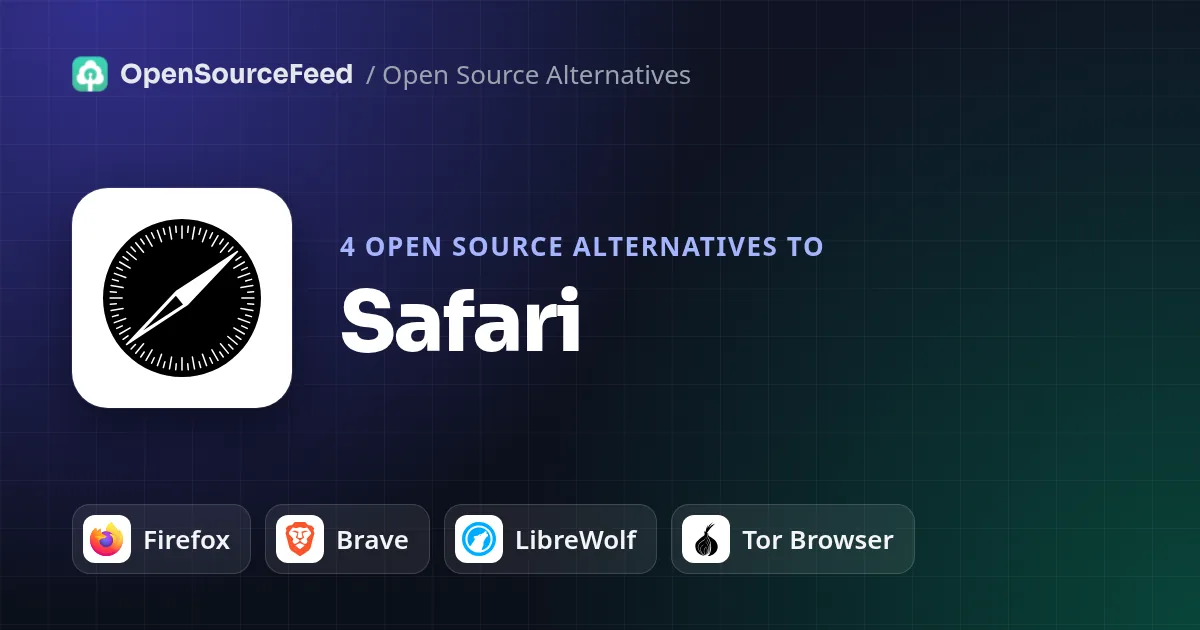 OpenSourceFeed / Open Source Alternatives
4 OPEN SOURCE ALTERNATIVES TO
Safari
Firefox
Brave
LibreWolf
Tor Browser